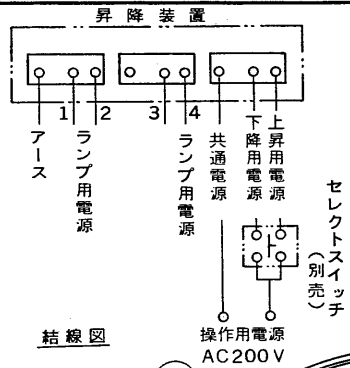 昇降装置
1 2 3 4
アース
ランプ用電源
ランプ用電源
共通電源
下降用電源
上昇用電源
セレクトスイッチ
(別売)
操作用電源
AC200V
結線図